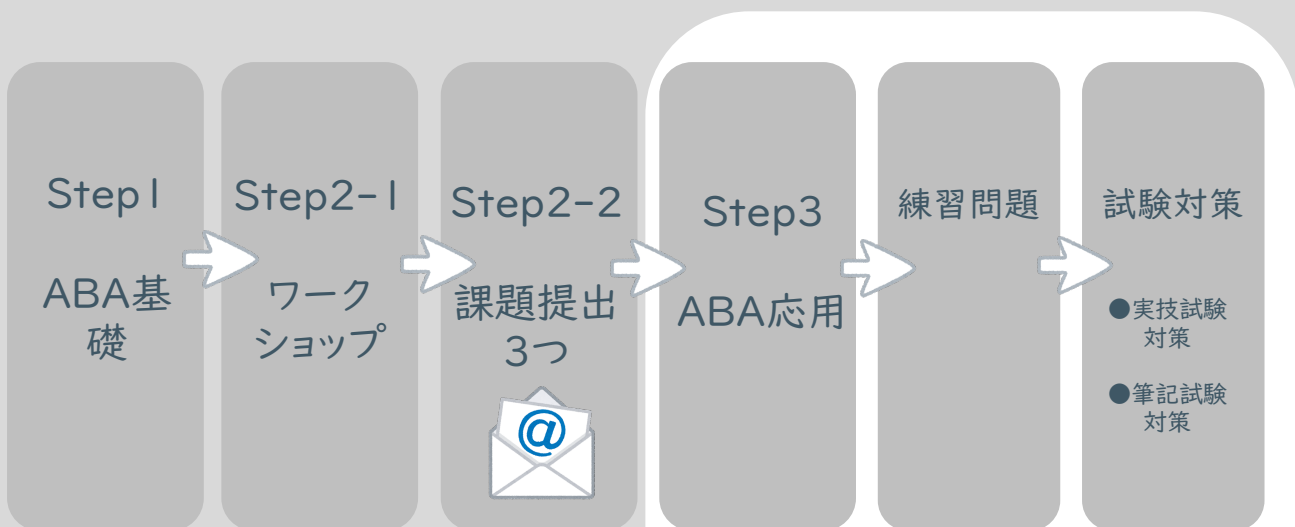 Step1
ABA基
礎
Step2-1
ワーク
ショップ
Step2-2
課題提出
3つ
@
Step3
ABA応用
練習問題
試験対策
●実技試験
対策
●筆記試験
対策